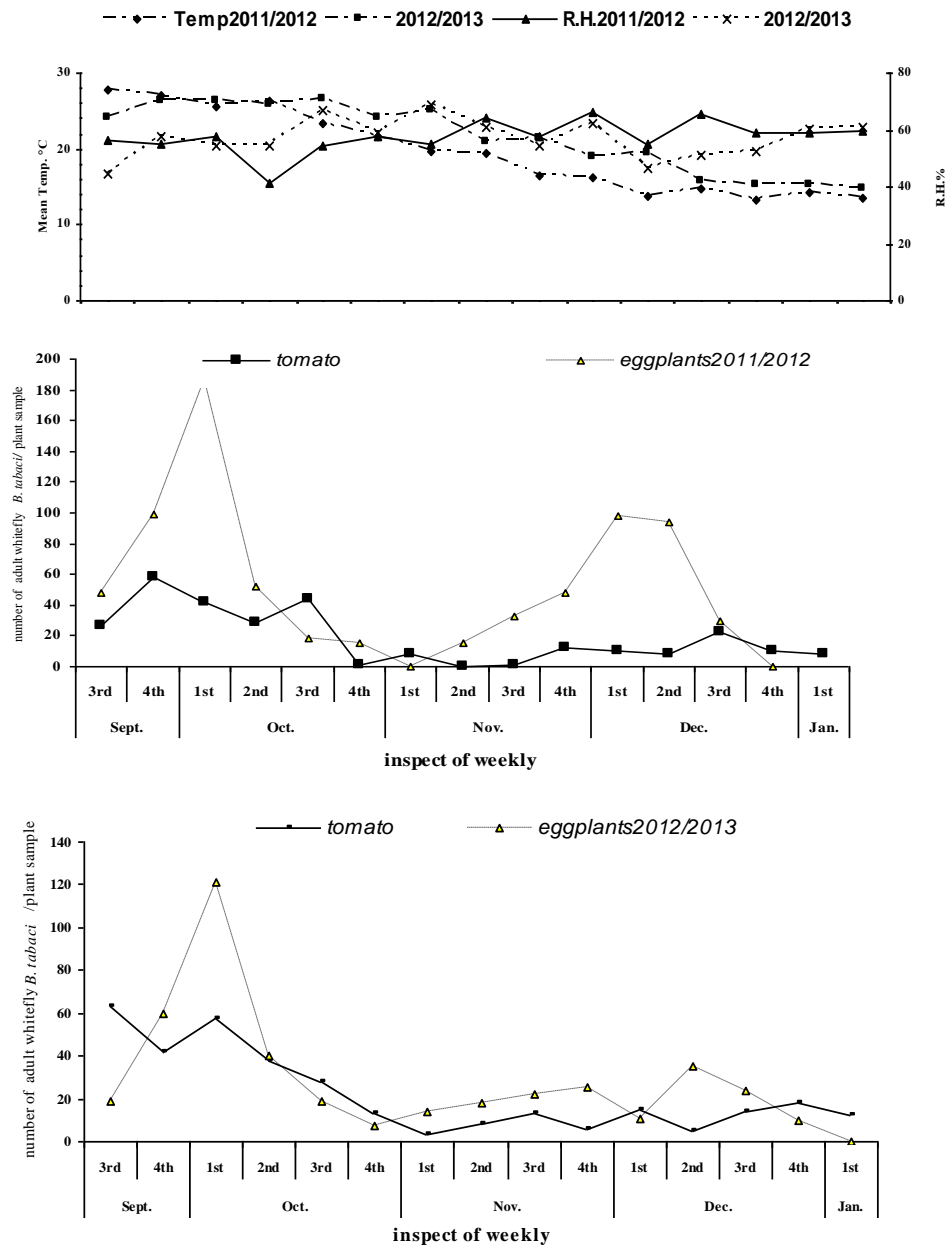 Temp2011/2012 2012/2013 R.H.2011/2012 2012/2013
30
20
10
0
Mean Temp. °C
80
60
40
20
0
R.H.%
tomato eggplants2011/2012
200
180
160
140
120
100
80
60
40
20
0
number of adult whitefly B. tabaci/ plant sample
3rd 4th 1st 2nd 3rd 4th 1st 2nd 3rd 4th 1st 2nd 3rd 4th 1st
Sept. Oct. Nov. Dec. Jan.
inspect of weekly
tomato eggplants2012/2013
140
120
100
80
60
40
20
0
number of adult whitefly B. tabaci /plant sample
3rd 4th 1st 2nd 3rd 4th 1st 2nd 3rd 4th 1st 2nd 3rd 4th 1st
Sept. Oct. Nov. Dec. Jan.
inspect of weekly